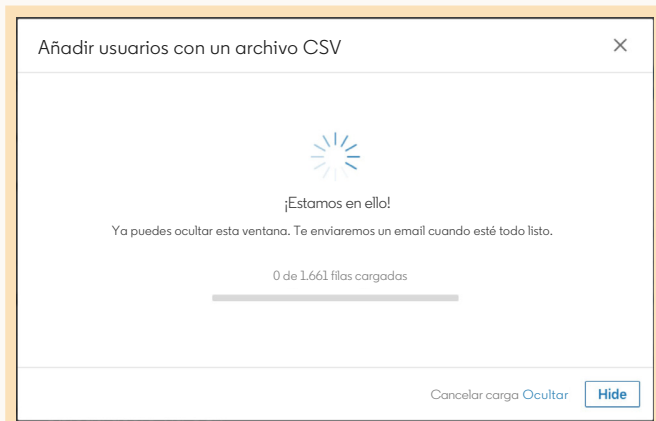 Añadir usuarios con un archivo CSV
¡Estamos en ello!
Ya puedes ocultar esta ventana. Te enviaremos un email cuando esté todo listo.
0 de 1.661 filas cargadas
Cancelar carga Ocultar Hide